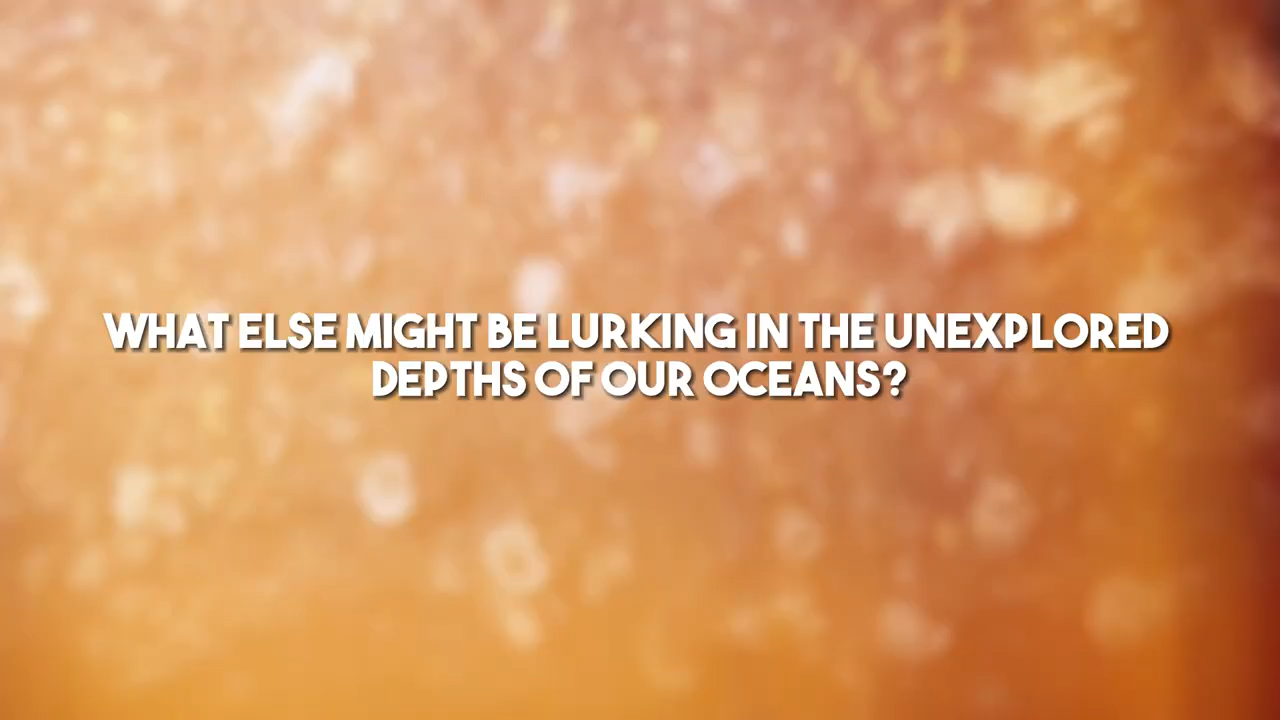 WHAT ELSE MIGHT BE LURKING IN THE UNEXPLORED
DEPTHS OF OUR OCEANS?